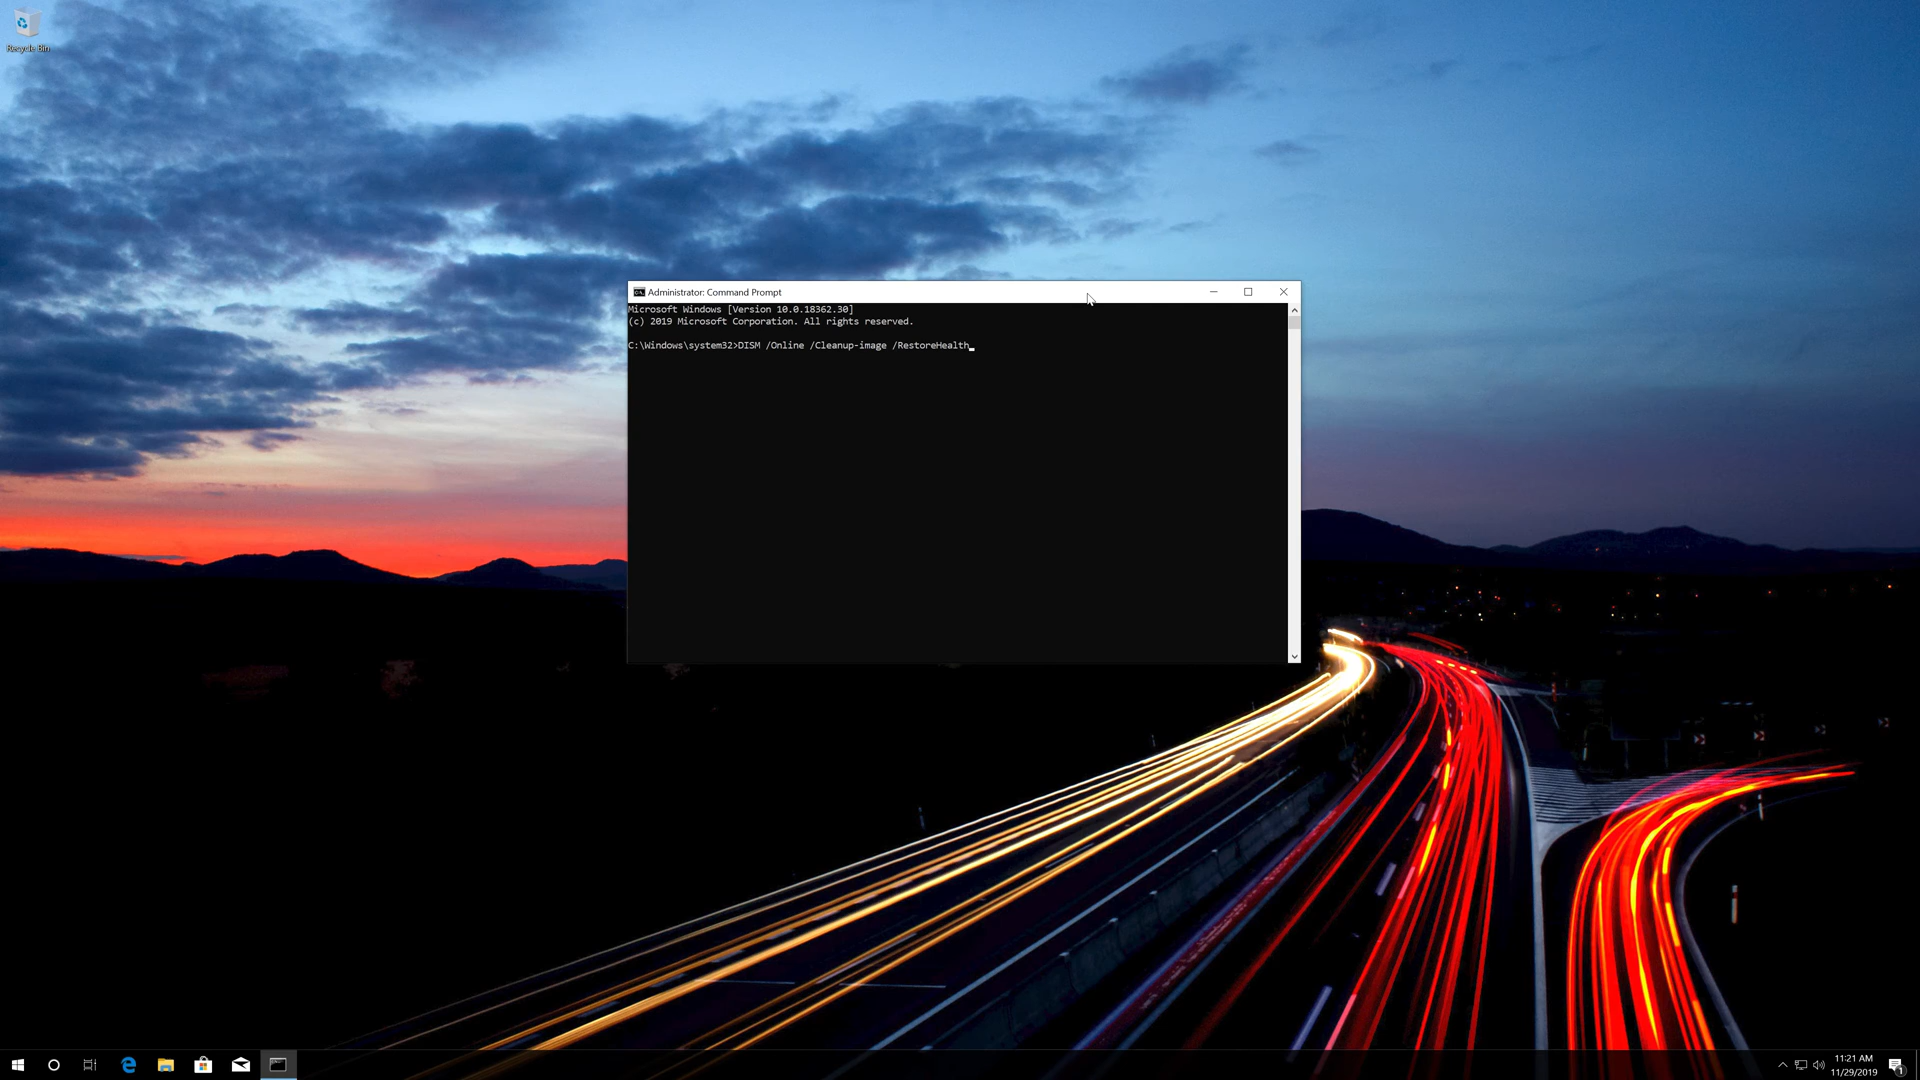 Recycle Bin
Administrator: Command Prompt
Microsoft Windows [Version 10.0.18362.30]
(c) 2019 Microsoft Corporation. All rights reserved.
C:\Windows\system32>DISM /Online /Cleanup-image /RestoreHealth
11:21 AM
11/29/2019
1